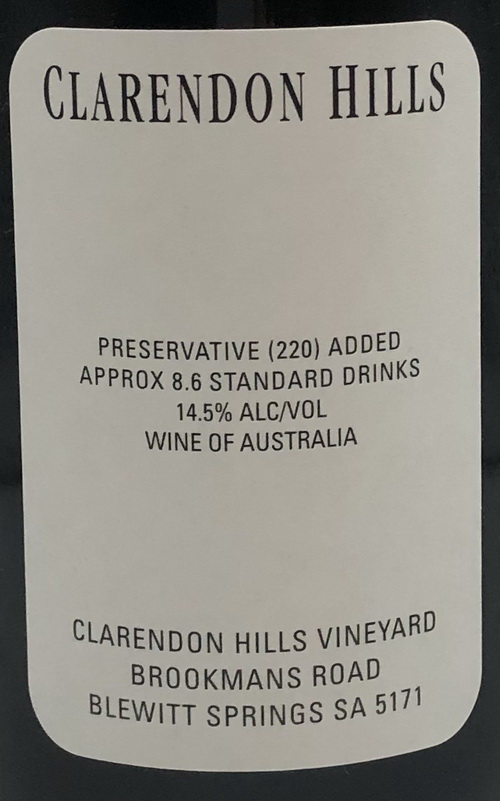 CLARENDON HILLS
PRESERVATIVE (220) ADDED
APPROX 8.6 STANDARD DRINKS
14.5% ALC/VOL
WINE OF AUSTRALIA
CLARENDON HILLS VINEYARD
BROOKMANS ROAD
BLEWITT SPRINGS SA 5171